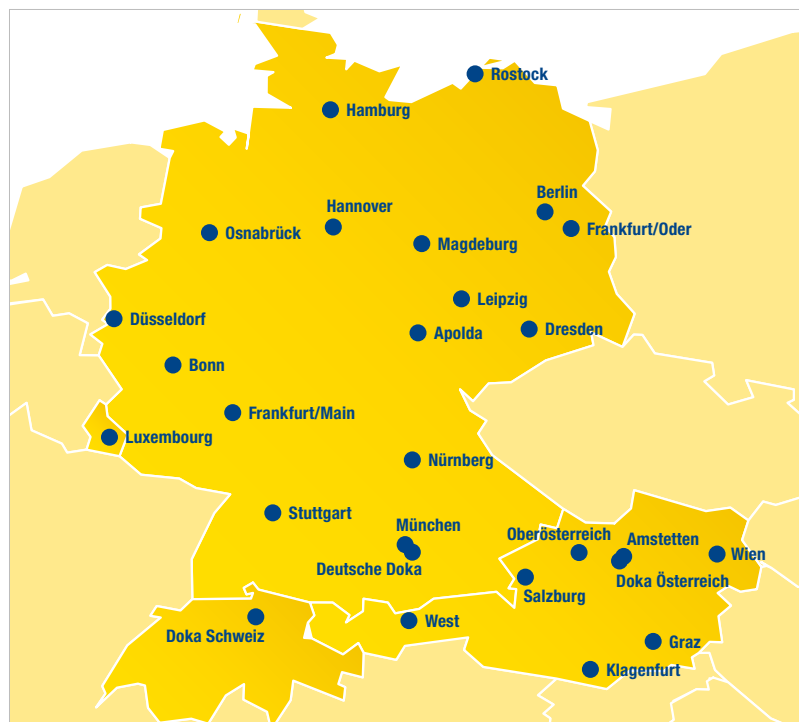 Rostock
Hamburg
Berlin
Hannover
Frankfurt/Oder
Osnabrück
Magdeburg
Leipzig
Düsseldorf
Apolda
Dresden
Bonn
Frankfurt/Main
Luxembourg
Nürnberg
Stuttgart
München
Oberösterreich
Amstetten
Wien
Deutsche Doka
Doka Österreich
Salzburg
West
Doka Schweiz
Graz
Klagenfurt